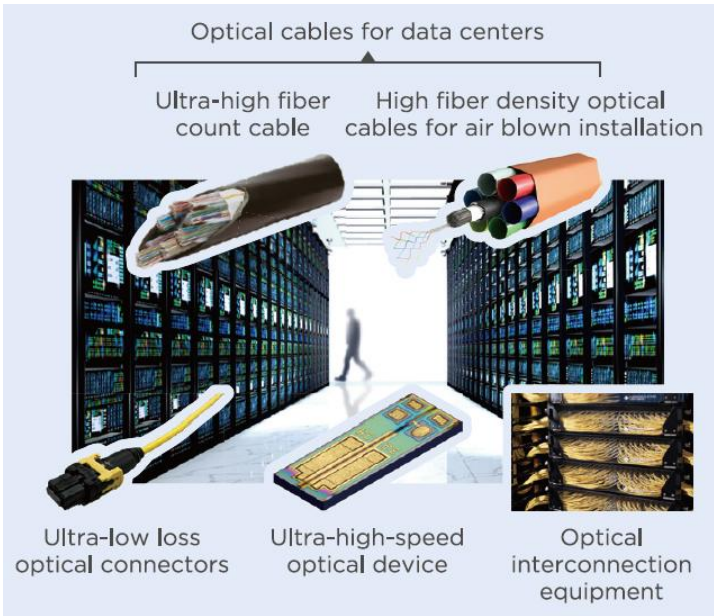 Optical cables for data centers
Ultra-high fiber
count cable
High fiber density optical
cables for air blown installation
Ultra-low loss
optical connectors
Ultra-high-speed
optical device
Optical
interconnection
equipment